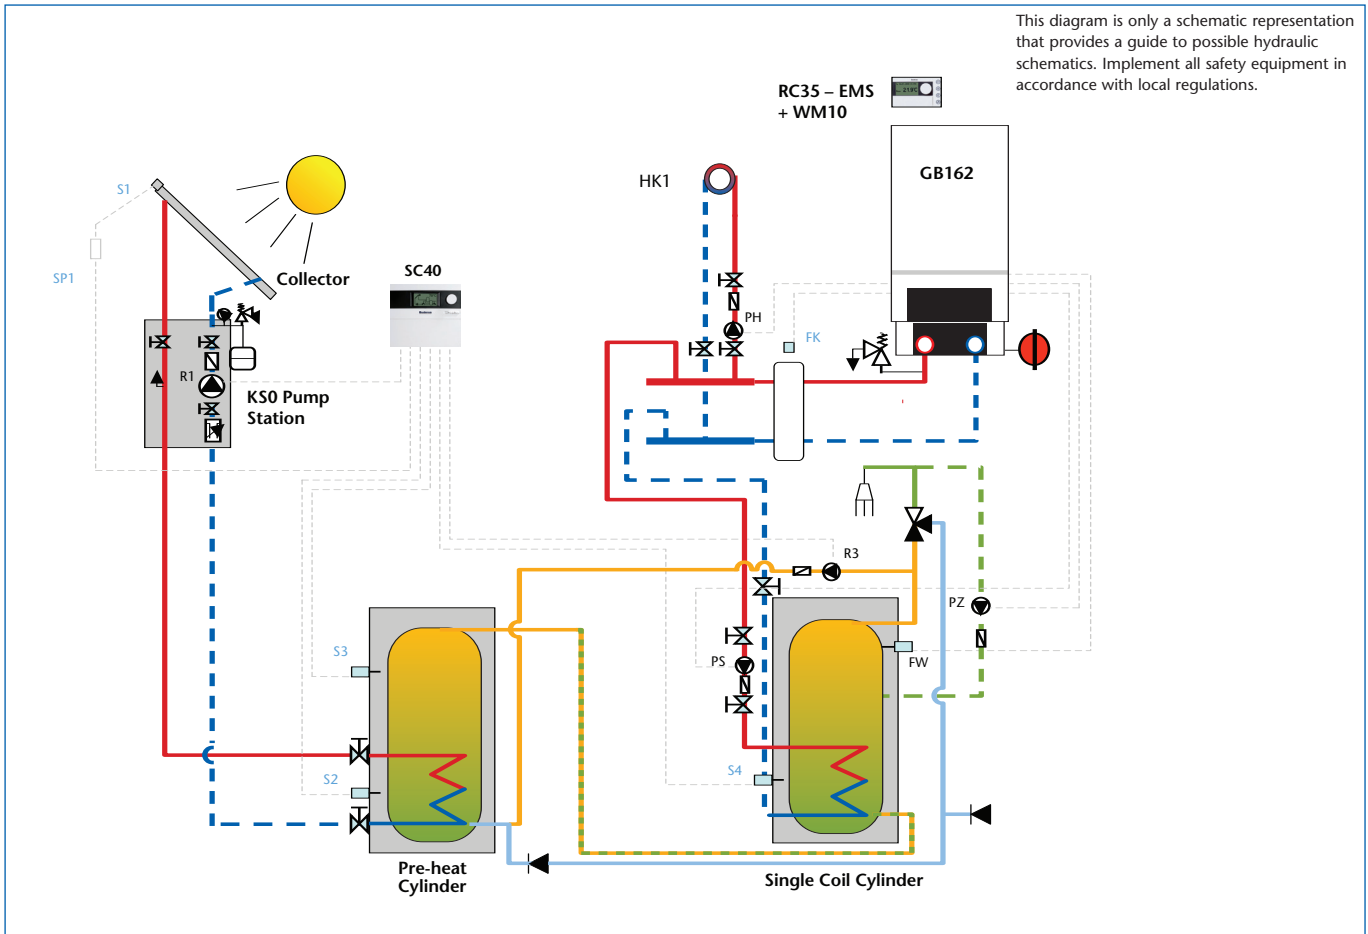 This diagram is only a schematic representation
that provides a guide to possible hydraulic
schematics. Implement all safety equipment in
accordance with local regulations.
RC35 – EMS
+ WM10
GB162
HK1
S1
SP1
Collector
SC40
PH
FK
R1
KS0 Pump
Station
R3
PZ
S3
PS
FW
S2
S4
Pre-heat
Cylinder
Single Coil Cylinder